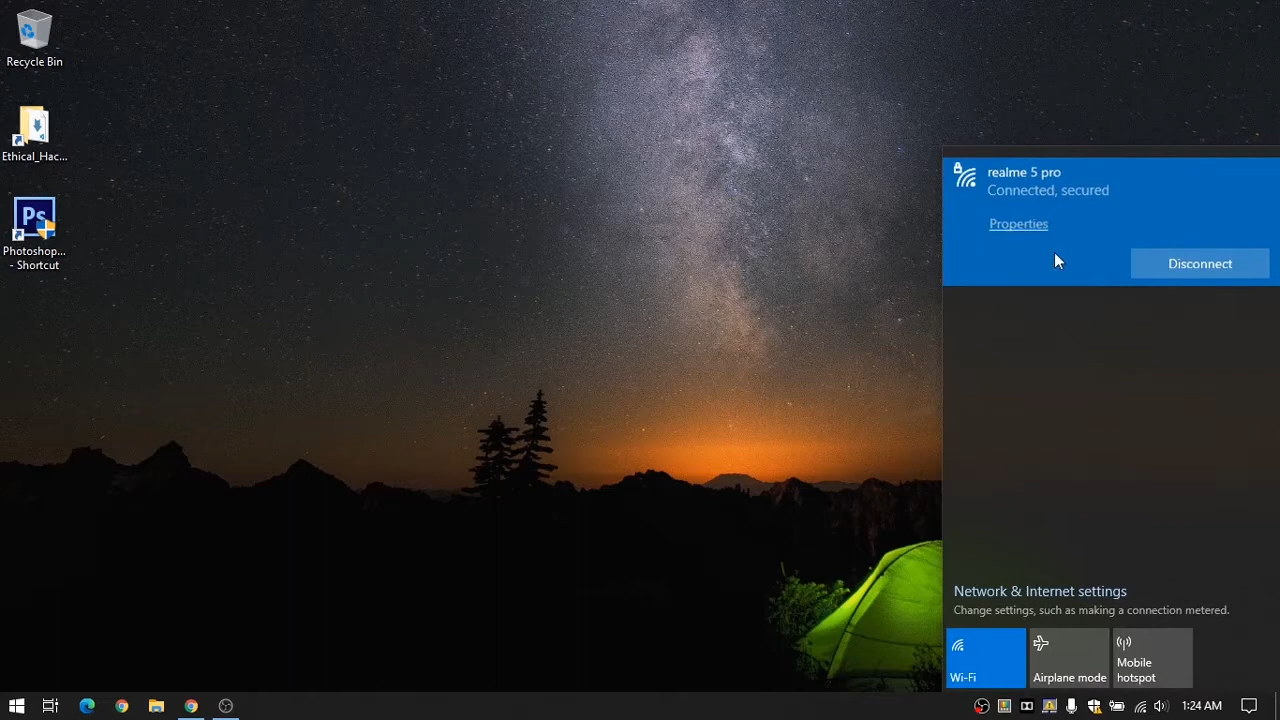 Recycle Bin
Ethical_Hac...
Ps
Photoshop...
- Shortcut
realme 5 pro
Connected, secured
Properties
Disconnect
Network & Internet settings
Change settings, such as making a connection metered.
Wi-Fi
Airplane mode
Mobile
hotspot
1:24 AM